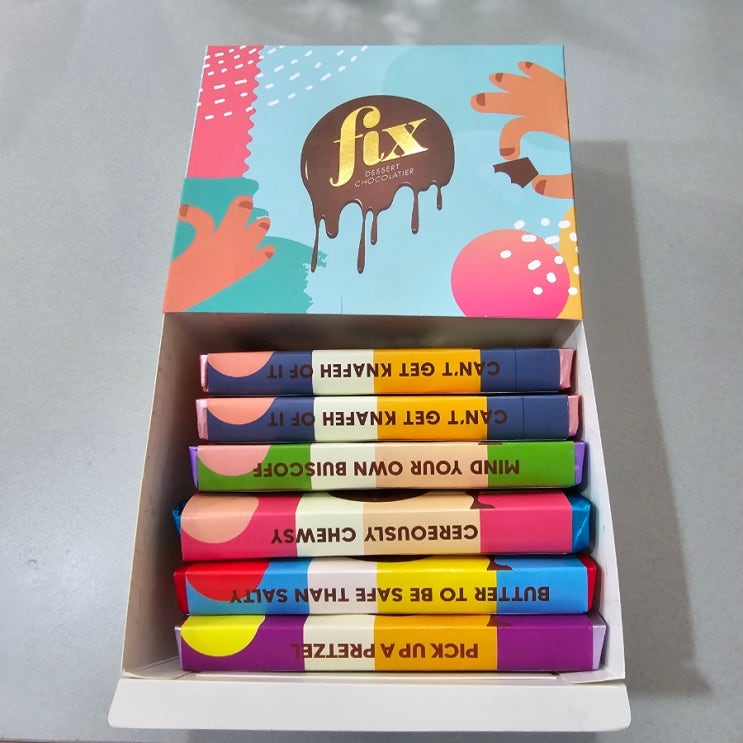 fix
DESSERT
CHOCOLATIER
CAN'T GET KNAFEH OF IT
CAN'T GET KNAFEH OF IT
MIND YOUR OWN BUISCOFF
CEREOUSLY CHEWSY
BUTTER TO BE SAFE THAN SALTY
PICK UP A PRETZEL